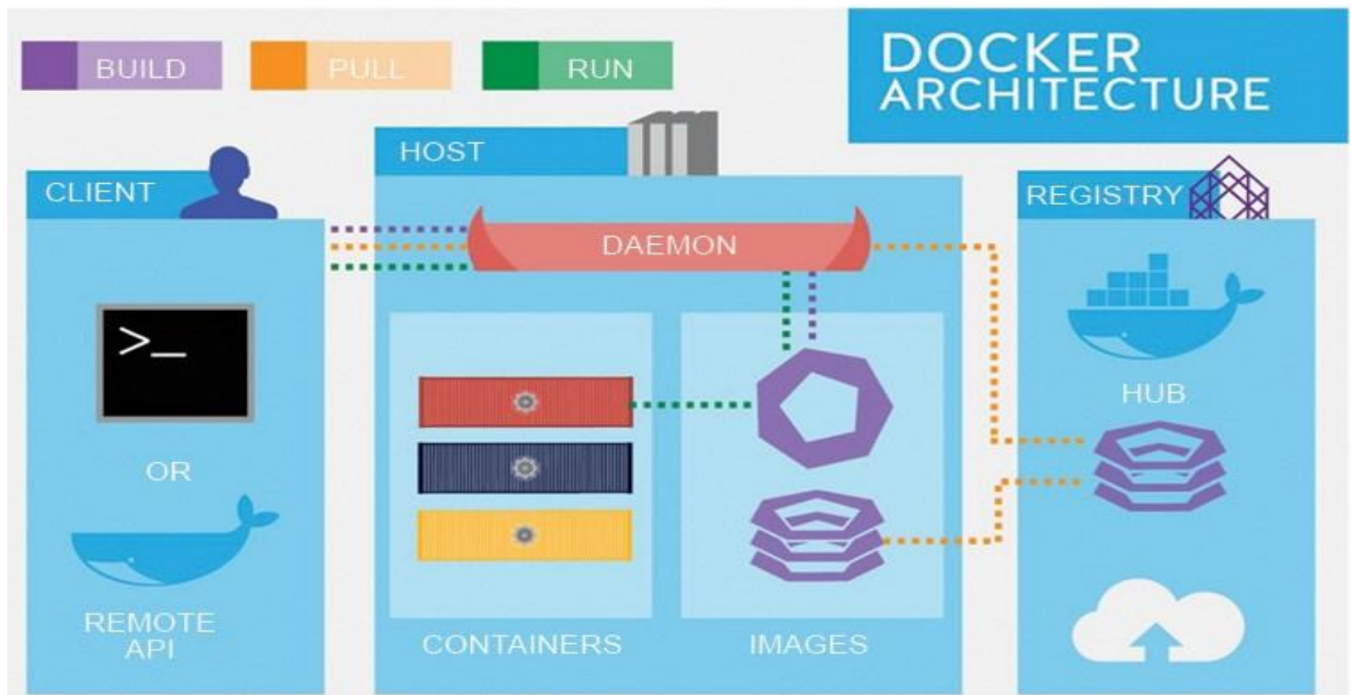 BUILD
PULL
RUN
DOCKER
ARCHITECTURE
HOST
CLIENT
REGISTRY
DAEMON
>_
HUB
OR
REMOTE
API
CONTAINERS
IMAGES